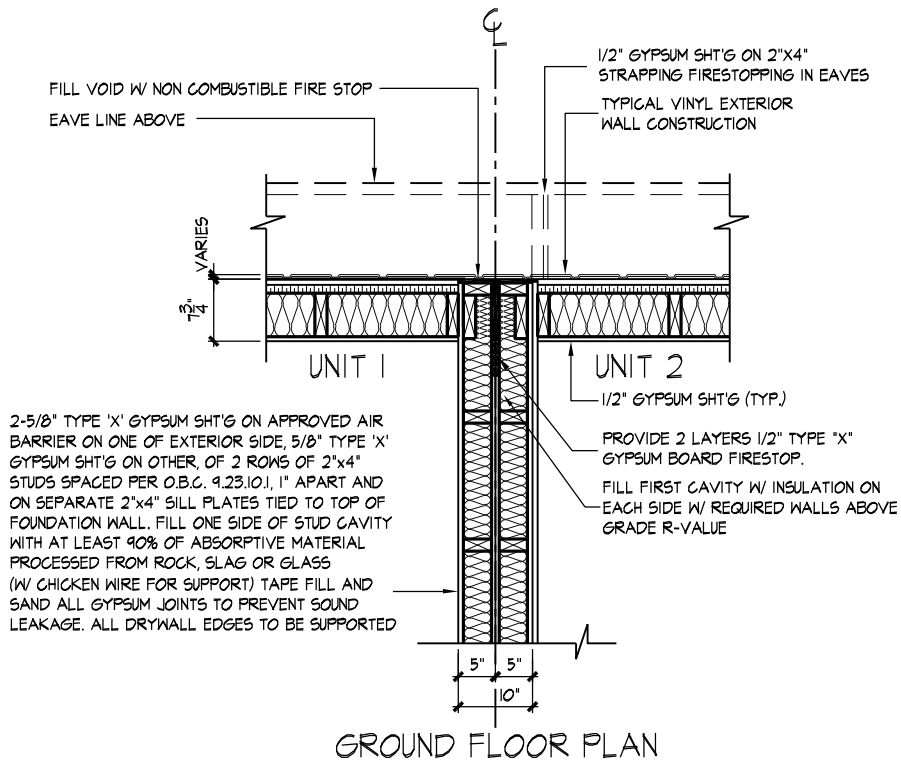 CL
1/2" GYPSUM SHT'G ON 2"X4"
STRAPPING FIRESTOPPING IN EAVES
FILL VOID W/ NON COMBUSTIBLE FIRE STOP
TYPICAL VINYL EXTERIOR
WALL CONSTRUCTION
EAVE LINE ABOVE
VARIES
7 3/4"
UNIT 1
UNIT 2
1/2" GYPSUM SHT'G (TYP.)
2-5/8" TYPE 'X' GYPSUM SHT'G ON APPROVED AIR
BARRIER ON ONE OF EXTERIOR SIDE, 5/8" TYPE 'X'
GYPSUM SHT'G ON OTHER, OF 2 ROWS OF 2"x4"
STUDS SPACED PER O.B.C. 9.23.10.1, 1" APART AND
ON SEPARATE 2"x4" SILL PLATES TIED TO TOP OF
FOUNDATION WALL. FILL ONE SIDE OF STUD CAVITY
WITH AT LEAST 90% OF ABSORPTIVE MATERIAL
PROCESSED FROM ROCK, SLAG OR GLASS
(W/ CHICKEN WIRE FOR SUPPORT) TAPE FILL AND
SAND ALL GYPSUM JOINTS TO PREVENT SOUND
LEAKAGE. ALL DRYWALL EDGES TO BE SUPPORTED
PROVIDE 2 LAYERS 1/2" TYPE "X"
GYPSUM BOARD FIRESTOP.
FILL FIRST CAVITY W/ INSULATION ON
EACH SIDE W/ REQUIRED WALLS ABOVE
GRADE R-VALUE
5" 5"
10"
GROUND FLOOR PLAN